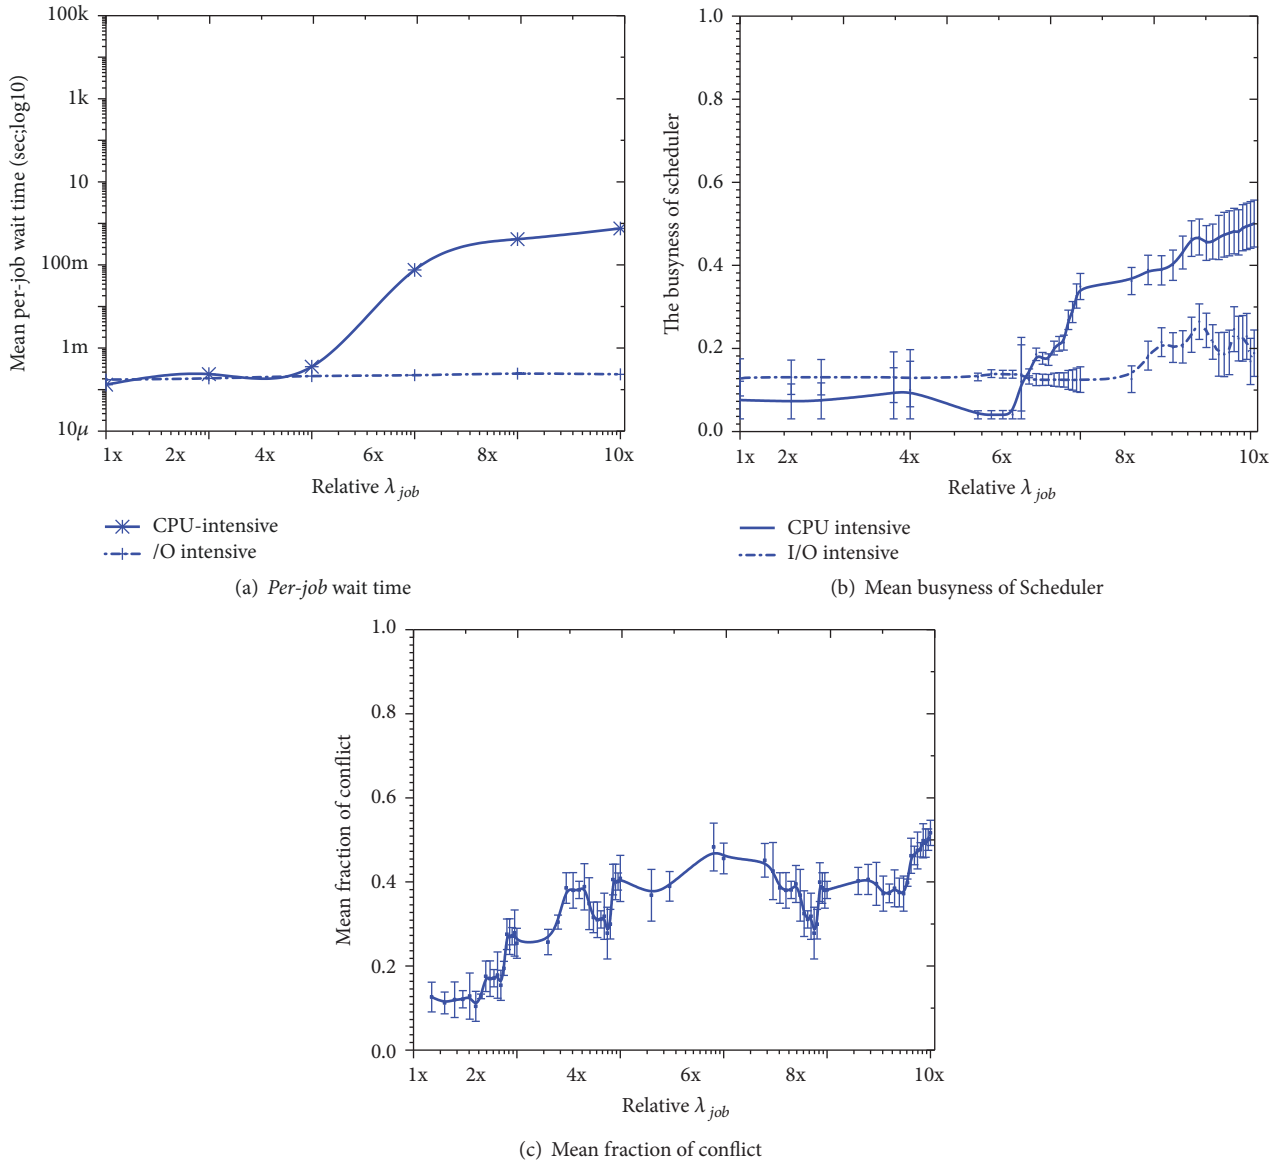 Mean per-job wait time (sec;log10)
100k
1k
10
100m
1m
10μ
1x 2x 4x 6x 8x 10x
Relative λ job
CPU-intensive
/O intensive
(a) Per-job wait time
The busyness of scheduler
1.0
0.8
0.6
0.4
0.2
0.0
1x 2x 4x 6x 8x 10x
Relative λ job
CPU intensive
I/O intensive
(b) Mean busyness of Scheduler
Mean fraction of conflict
1.0
0.8
0.6
0.4
0.2
0.0
1x 2x 4x 6x 8x 10x
Relative λ job
(c) Mean fraction of conflict